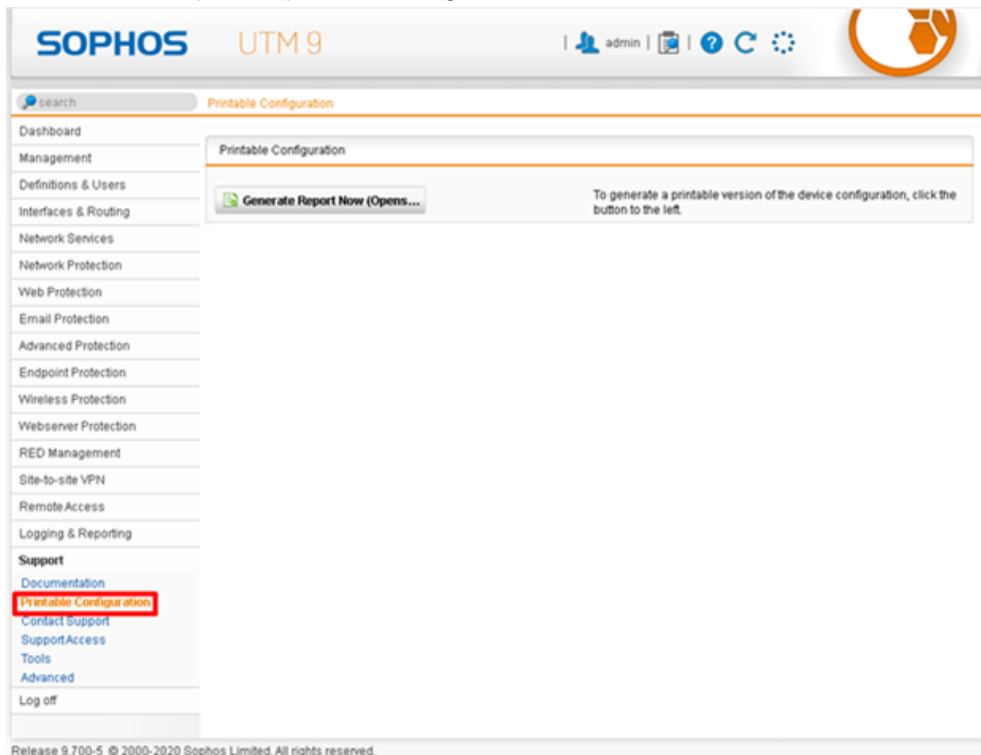 SOPHOS UTM 9 | admin | | ?
search
Printable Configuration
Dashboard
Management
Printable Configuration
Definitions & Users
Generate Report Now (Opens...
To generate a printable version of the device configuration, click the
button to the left.
Interfaces & Routing
Network Services
Network Protection
Web Protection
Email Protection
Advanced Protection
Endpoint Protection
Wireless Protection
Webserver Protection
RED Management
Site-to-site VPN
Remote Access
Logging & Reporting
Support
Documentation
Printable Configuration
Contact Support
Support Access
Tools
Advanced
Log off
Release 9.700-5 © 2000-2020 Sophos Limited. All rights reserved.